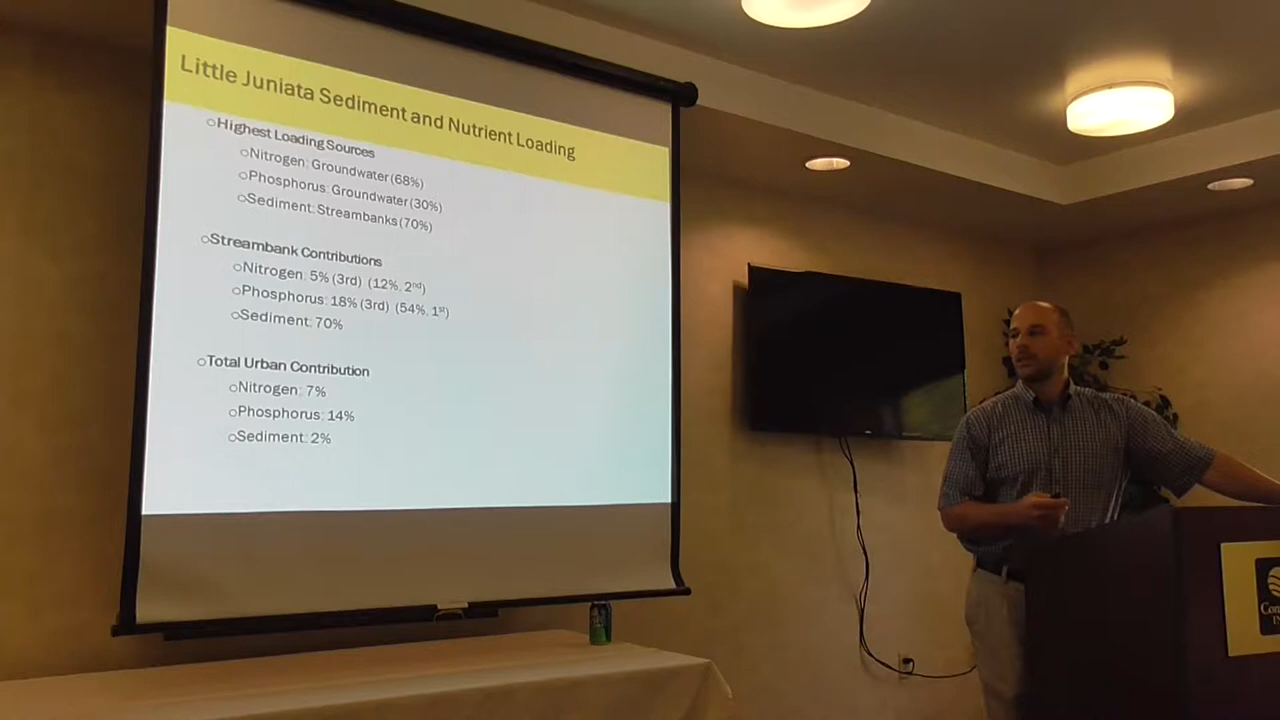 Little Juniata Sediment and Nutrient Loading
Highest Loading Sources
Nitrogen: Groundwater (68%)
Phosphorus: Groundwater (30%)
Sediment: Streambanks (70%)
Streambank Contributions
Nitrogen: 5% (3rd) (12%, 2nd)
Phosphorus: 18% (3rd) (54%, 1st)
Sediment: 70%
Total Urban Contribution
Nitrogen: 7%
Phosphorus: 14%
Sediment: 2%